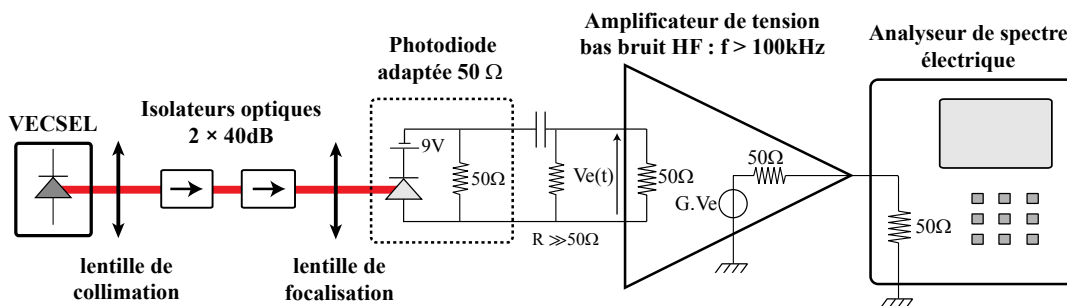 VECSEL
lentille de
collimation
Isolateurs optiques
2 × 40dB
lentille de
focalisation
Photodiode
adaptée 50 Ω
9V
50Ω
R ≫50Ω
Ve(t)
Amplificateur de tension
bas bruit HF : f > 100kHz
50Ω
G.Ve
50Ω
Analyseur de spectre
électrique
50Ω